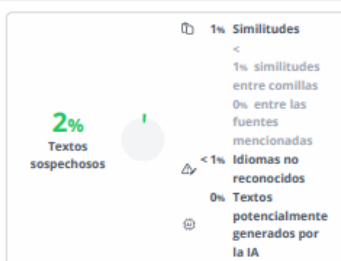 2%
Textos
sospechosos
1% Similitudes
<
1% similitudes
entre comillas
0% entre las
fuentes
mencionadas
< 1% Idiomas no
reconocidos
0% Textos
potencialmente
generados por
la IA